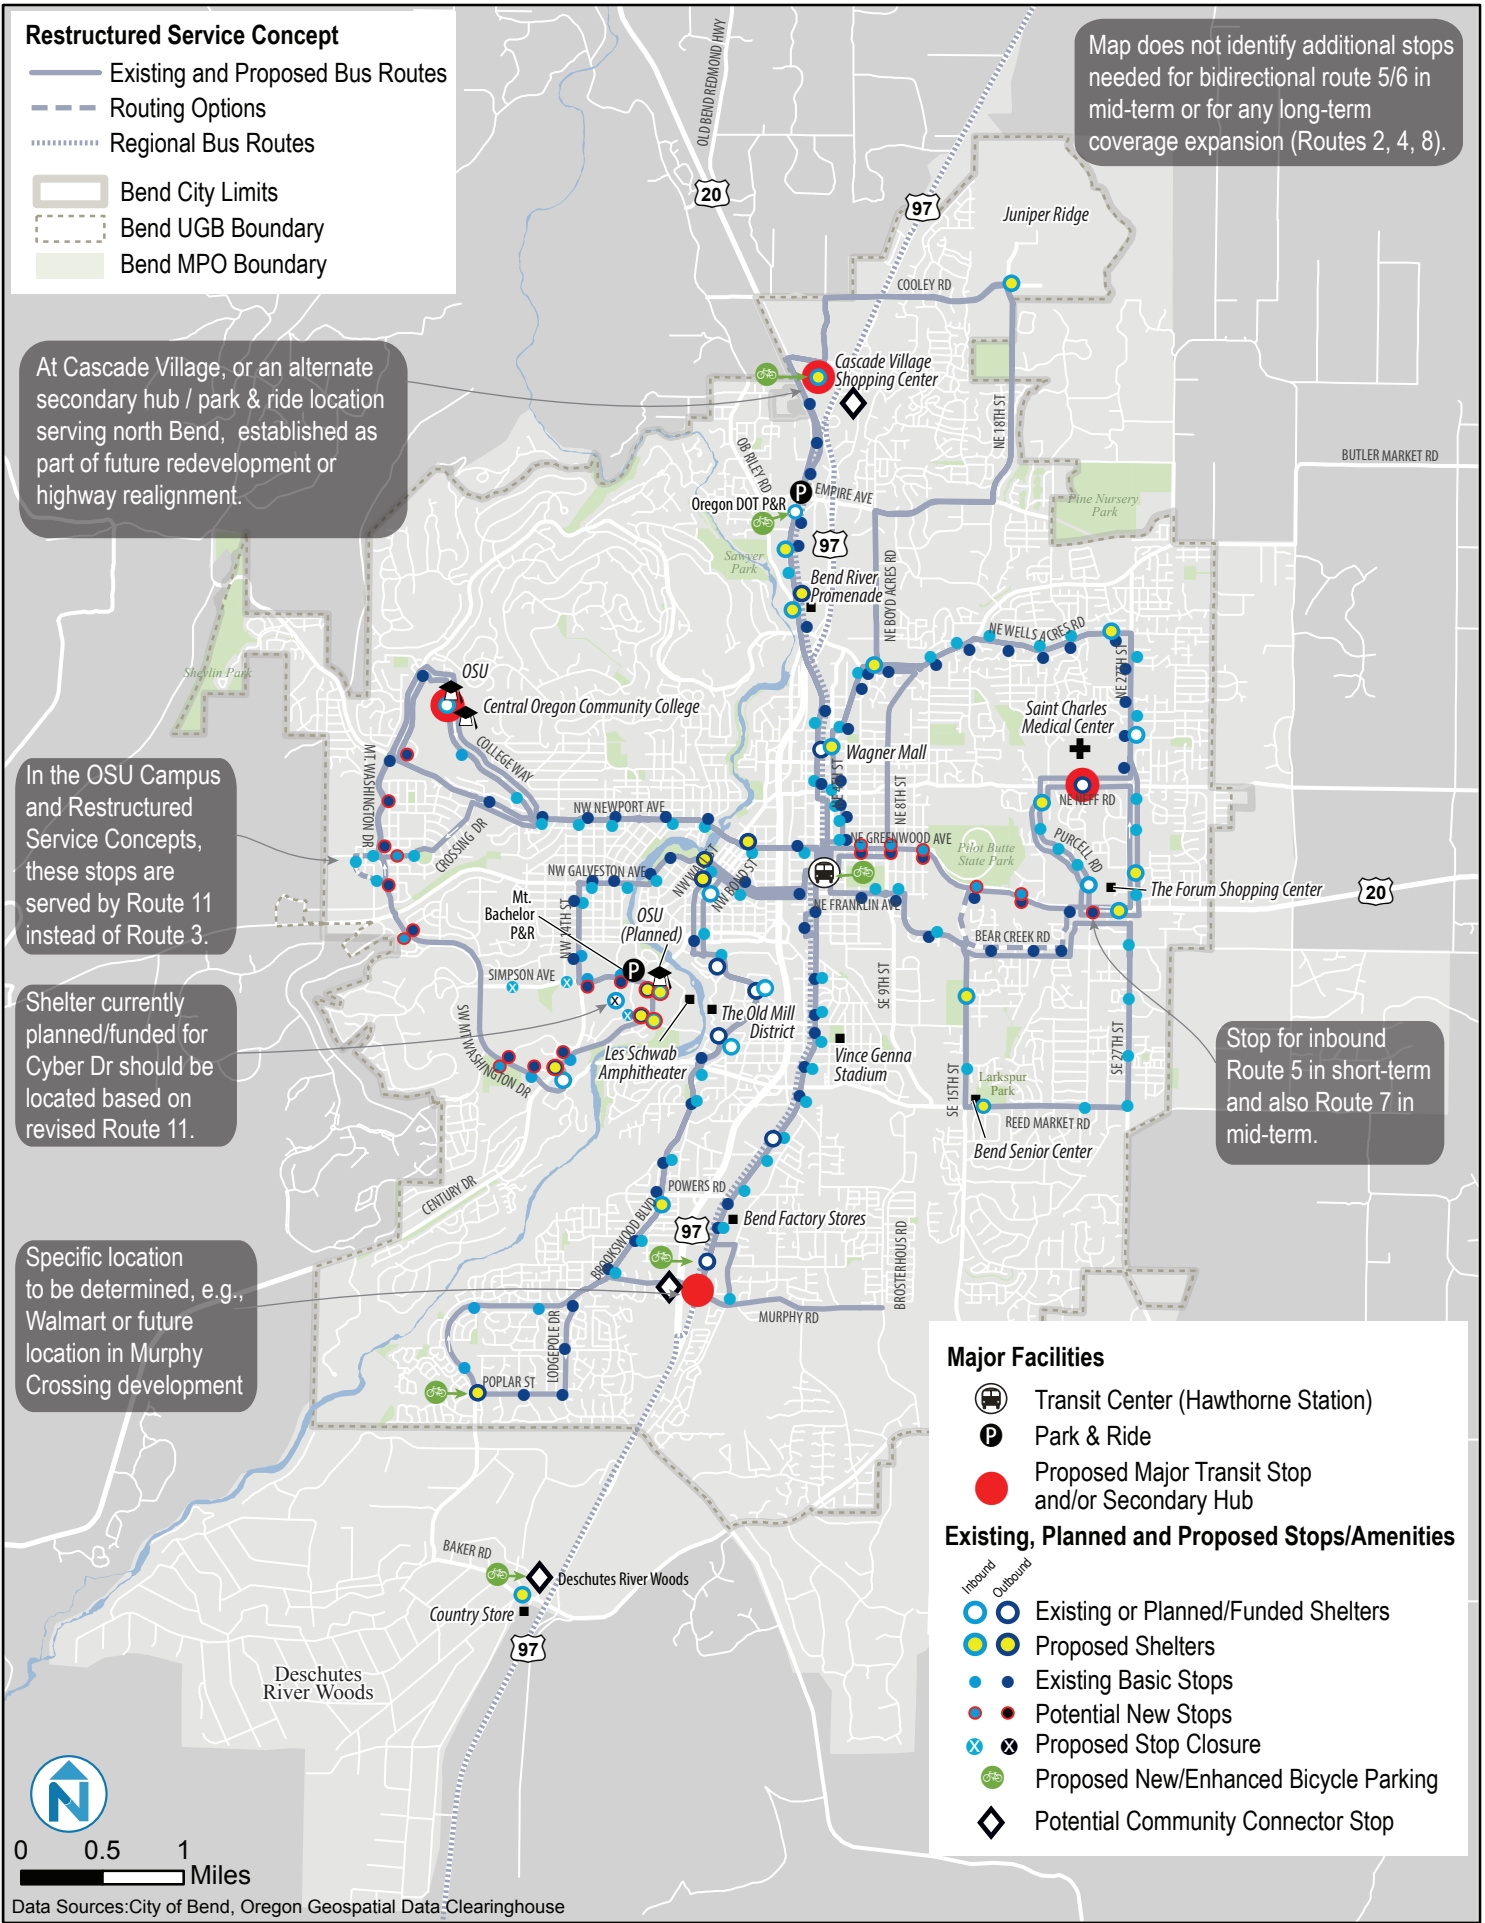 Restructured Service Concept
Existing and Proposed Bus Routes
Routing Options
Regional Bus Routes
Bend City Limits
Bend UGB Boundary
Bend MPO Boundary
Map does not identify additional stops
needed for bidirectional route 5/6 in
mid-term or for any long-term
coverage expansion (Routes 2, 4, 8).
At Cascade Village, or an alternate
secondary hub / park & ride location
serving north Bend, established as
part of future redevelopment or
highway realignment.
In the OSU Campus
and Restructured
Service Concepts,
these stops are
served by Route 11
instead of Route 3.
Shelter currently
planned/funded for
Cyber Dr should be
located based on
revised Route 11.
Specific location
to be determined, e.g.,
Walmart or future
location in Murphy
Crossing development
Stop for inbound
Route 5 in short-term
and also Route 7 in
mid-term.
OLD BEND REDMOND HWY
20
97
Juniper Ridge
COOLEY RD
Cascade Village
Shopping Center
NE 18TH ST
BUTLER MARKET RD
OB RILEY RD
P
EMPIRE AVE
Oregon DOT P&R
Pine Nursery
Park
97
Sawyer
Park
Bend River
Promenade
NE BOYD ACRES RD
NE WELLS ACRES RD
NE 27TH ST
Shevlin Park
OSU
Central Oregon Community College
COLLEGE WAY
MT. WASHINGTON DR
Saint Charles
Medical Center
Wagner Mall
NE 4TH ST
NE 8TH ST
NE NEFF RD
NW NEWPORT AVE
CROSSING DR
NE GREENWOOD AVE
Pilot Butte
State Park
PURCELL RD
NW GALVESTON AVE
NW WALL ST
NW BOND ST
The Forum Shopping Center
20
Mt.
Bachelor
P&R
NW 14TH ST
OSU
(Planned)
NE FRANKLIN AVE
BEAR CREEK RD
P
SIMPSON AVE
SE 9TH ST
The Old Mill
District
Les Schwab
Amphitheater
Vince Genna
Stadium
SW MT WASHINGTON DR
SE 15TH ST
Larkspur
Park
SE 27TH ST
REED MARKET RD
Bend Senior Center
CENTURY DR
POWERS RD
BROOKSWOOD BLVD
97
Bend Factory Stores
BROSTERHOUS RD
MURPHY RD
LODGEPOLE DR
POPLAR ST
BAKER RD
Deschutes River Woods
Country Store
97
Deschutes
River Woods
Major Facilities
Transit Center (Hawthorne Station)
P
Park & Ride
Proposed Major Transit Stop
and/or Secondary Hub
Existing, Planned and Proposed Stops/Amenities
Inbound
Outbound
Existing or Planned/Funded Shelters
Proposed Shelters
Existing Basic Stops
Potential New Stops
Proposed Stop Closure
Proposed New/Enhanced Bicycle Parking
Potential Community Connector Stop
N
0 0.5 1
Miles
Data Sources:City of Bend, Oregon Geospatial Data Clearinghouse